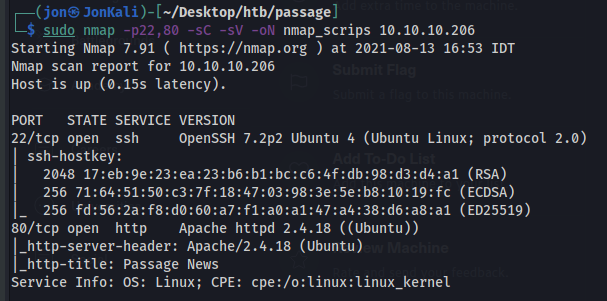 ┌──(jon㉿JonKali)-[~/Desktop/htb/passage]
└─$ sudo nmap -p22,80 -sC -sV -oN nmap_scrips 10.10.10.206
Starting Nmap 7.91 ( https://nmap.org ) at 2021-08-13 16:53 IDT
Nmap scan report for 10.10.10.206
Submit Flag
Host is up (0.15s latency).
Submit a flag to this machine.
PORT   STATE SERVICE VERSION
22/tcp open  ssh     OpenSSH 7.2p2 Ubuntu 4 (Ubuntu Linux; protocol 2.0)
| ssh-hostkey:
Add To-Do List
|   2048 17:eb:9e:23:ea:23:b6:b1:bc:c6:4f:db:98:d3:d4:a1 (RSA)
|   256 71:64:51:50:c3:7f:18:47:03:98:3e:5e:b8:10:19:fc (ECDSA)
|_  256 fd:56:2a:f8:d0:60:a7:f1:a0:a1:47:a4:38:d6:a8:a1 (ED25519)
80/tcp open  http    Apache httpd 2.4.18 ((Ubuntu))
|_http-server-header: Apache/2.4.18 (Ubuntu)
Machine
|_http-title: Passage News
Service Info: OS: Linux; CPE: cpe:/o:linux:linux_kernel